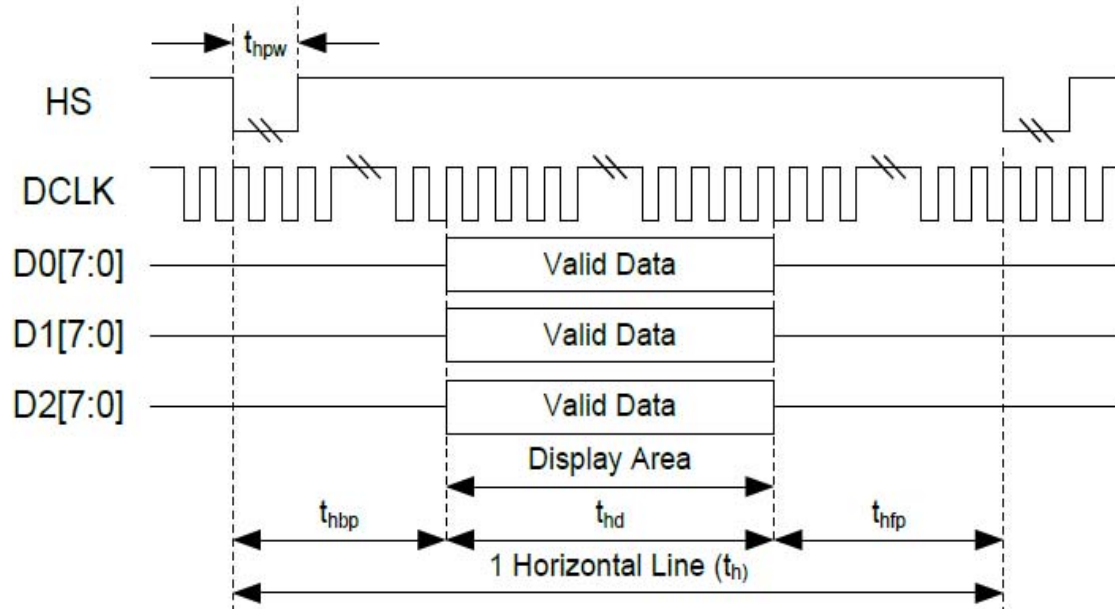 thpw
HS
DCLK
D0[7:0]
Valid Data
D1[7:0]
Valid Data
D2[7:0]
Valid Data
Display Area
thbp
thd
thfp
1 Horizontal Line (th)